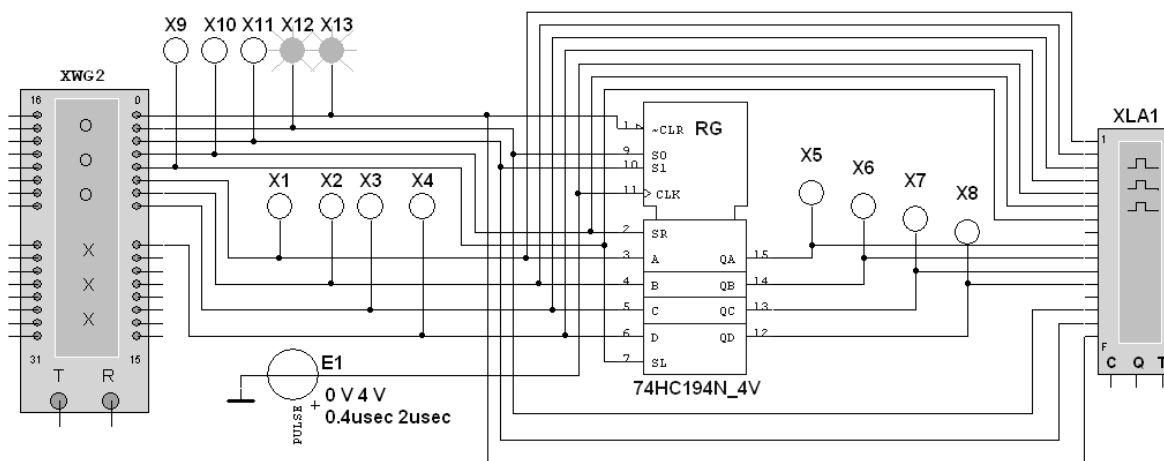 X9 X10 X11 X12 X13
XWG2
16 0
O
O
O
X
X
X
31 15
T R
X1 X2 X3 X4
E1
0 V 4 V
0.4usec 2usec
PULSE +
RG
1 ~CLR
9 S0
10 S1
11 CLK
2 SR
3 A QA 15
4 B QB 14
5 C QC 13
6 D QD 12
7 SL
74HC194N_4V
X5 X6 X7 X8
XLA1
1
F
C Q T